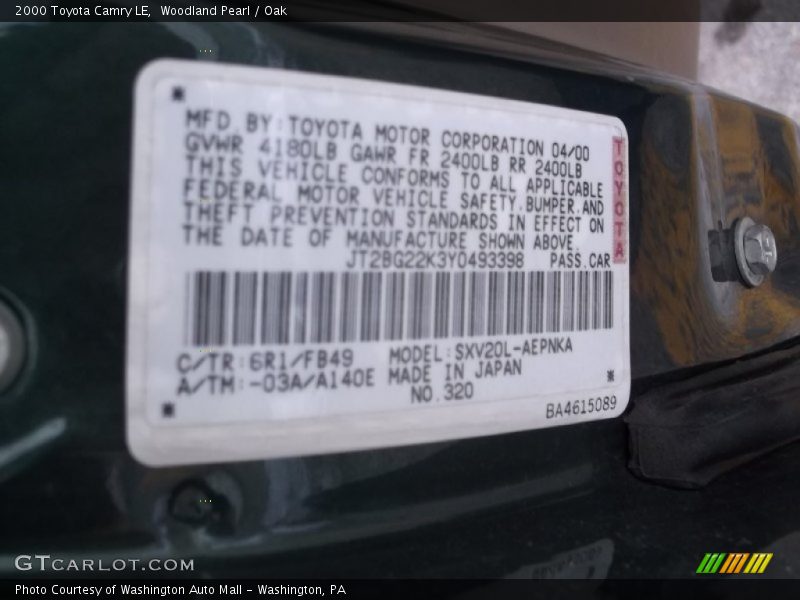 2000 Toyota Camry LE, Woodland Pearl / Oak
MFD. BY: TOYOTA MOTOR CORPORATION 04/00
GVWR 4180LB GAWR FR 2400LB RR 2400LB
THIS VEHICLE CONFORMS TO ALL APPLICABLE
FEDERAL MOTOR VEHICLE SAFETY, BUMPER, AND
THEFT PREVENTION STANDARDS IN EFFECT ON
THE DATE OF MANUFACTURE SHOWN ABOVE.
JT2BG22K3Y0493398 PASS.CAR
TOYOTA
C/TR: 6R1/FB49 MODEL: SXV20L-AEPNKA
A/TM: -03A/A140E MADE IN JAPAN
NO. 320
BA4615089
GTCARLOT.COM
Photo Courtesy of Washington Auto Mall - Washington, PA